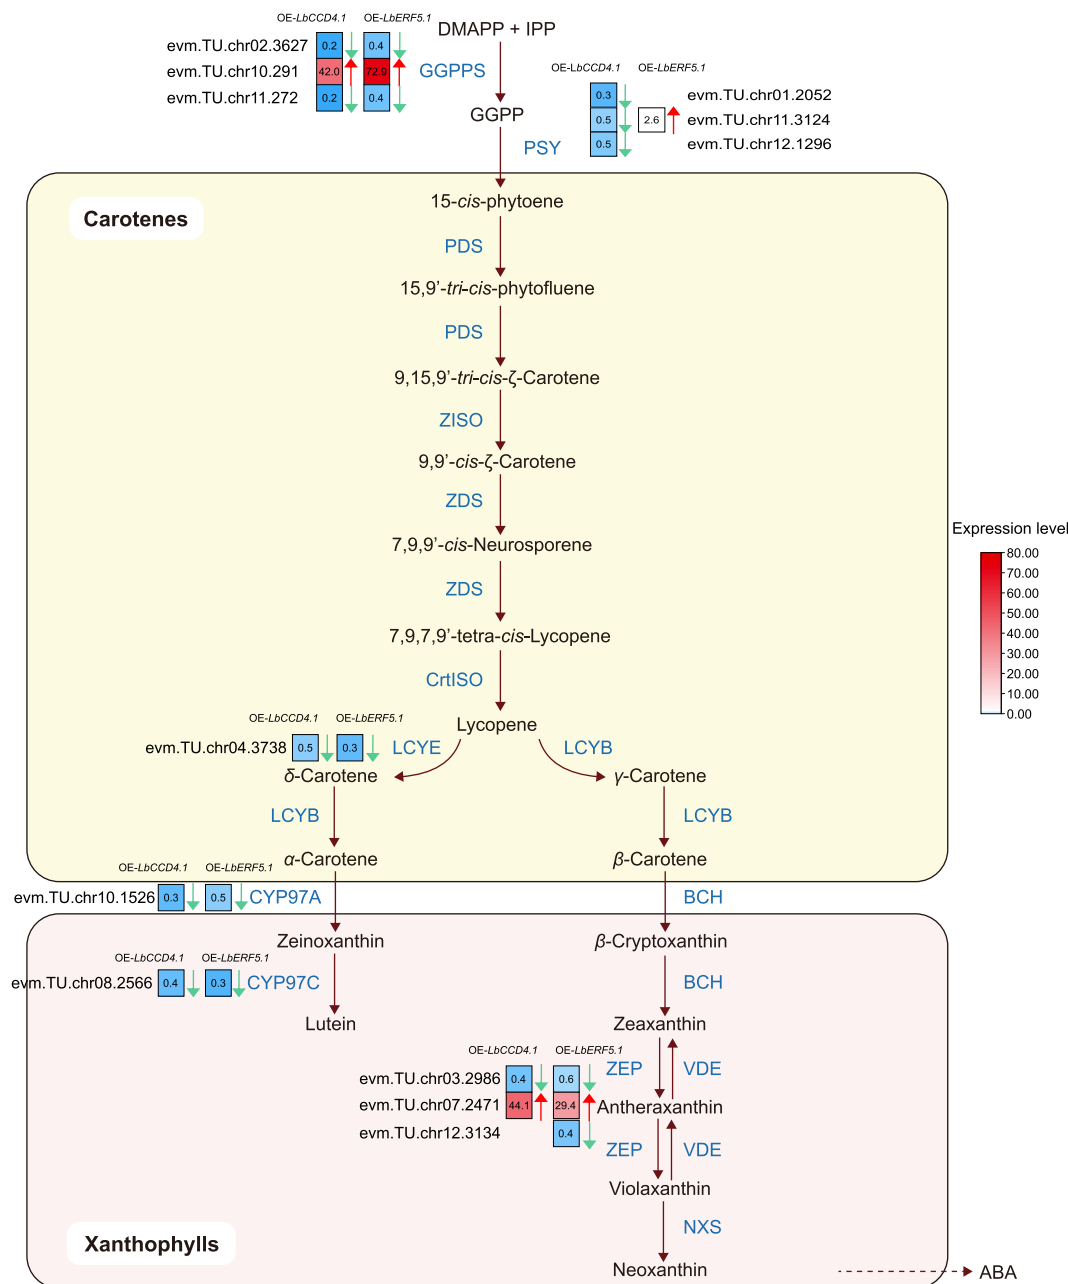 OE-LbCCD4.1 OE-LbERF5.1
DMAPP + IPP
evm.TU.chr02.3627 0.2 0.4
evm.TU.chr10.291 42.0 72.9 GGPPS
evm.TU.chr11.272 0.2 0.4
OE-LbCCD4.1 OE-LbERF5.1
0.3 evm.TU.chr01.2052
0.5 2.6 evm.TU.chr11.3124
0.5 evm.TU.chr12.1296
GGPP
PSY
Carotenes
15-cis-phytoene
PDS
15,9’-tri-cis-phytofluene
PDS
9,15,9’-tri-cis-ζ-Carotene
ZISO
9,9’-cis-ζ-Carotene
ZDS
7,9,9’-cis-Neurosporene
ZDS
7,9,7,9’-tetra-cis-Lycopene
CrtISO
Lycopene
Expression level
80.00
70.00
60.00
50.00
40.00
30.00
20.00
10.00
0.00
OE-LbCCD4.1 OE-LbERF5.1
evm.TU.chr04.3738 0.5 0.3 LCYE LCYB
δ-Carotene γ-Carotene
LCYB LCYB
α-Carotene β-Carotene
OE-LbCCD4.1 OE-LbERF5.1
evm.TU.chr10.1526 0.3 0.5 CYP97A BCH
Zeinoxanthin β-Cryptoxanthin
OE-LbCCD4.1 OE-LbERF5.1
evm.TU.chr08.2566 0.4 0.3 CYP97C BCH
Lutein Zeaxanthin
OE-LbCCD4.1 OE-LbERF5.1
evm.TU.chr03.2986 0.4 0.6 ZEP VDE
evm.TU.chr07.2471 44.1 29.4 Antheraxanthin
evm.TU.chr12.3134 0.4
ZEP VDE
Violaxanthin
NXS
Xanthophylls
Neoxanthin ABA